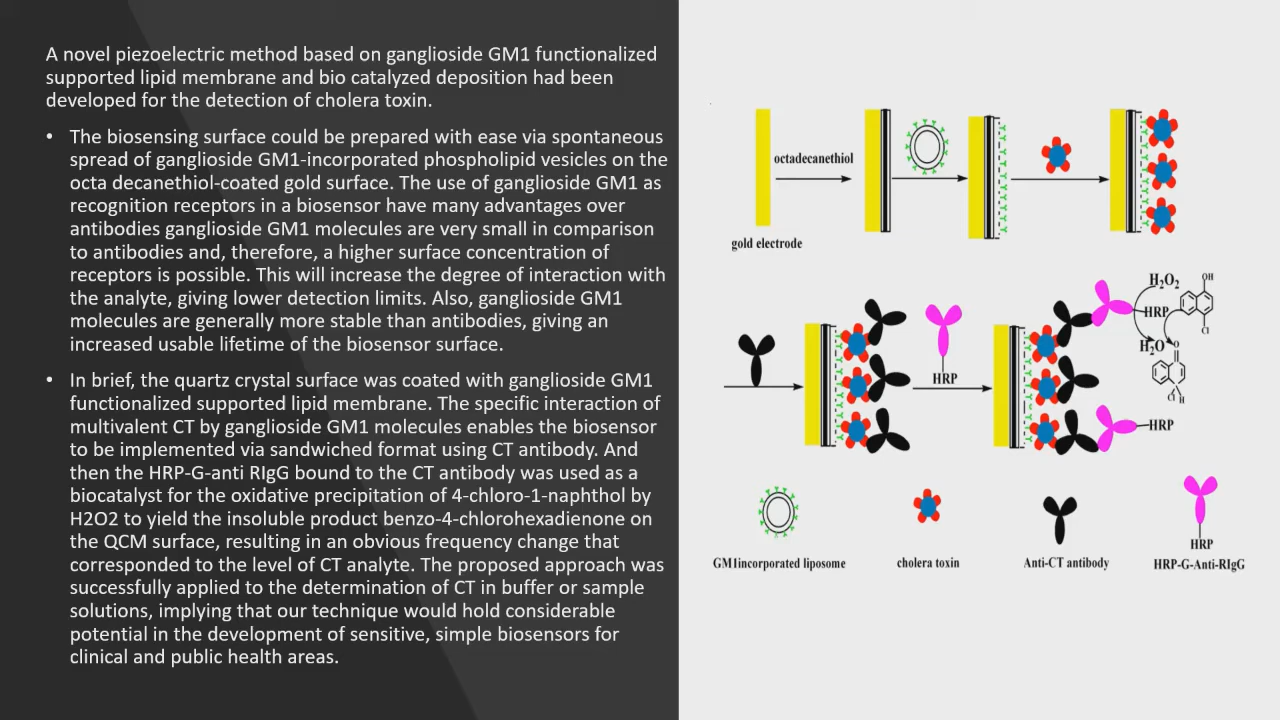 A novel piezoelectric method based on ganglioside GM1 functionalized
supported lipid membrane and bio catalyzed deposition had been
developed for the detection of cholera toxin.
• The biosensing surface could be prepared with ease via spontaneous
spread of ganglioside GM1-incorporated phospholipid vesicles on the
octa decanethiol-coated gold surface. The use of ganglioside GM1 as
recognition receptors in a biosensor have many advantages over
antibodies ganglioside GM1 molecules are very small in comparison
to antibodies and, therefore, a higher surface concentration of
receptors is possible. This will increase the degree of interaction with
the analyte, giving lower detection limits. Also, ganglioside GM1
molecules are generally more stable than antibodies, giving an
increased usable lifetime of the biosensor surface.
• In brief, the quartz crystal surface was coated with ganglioside GM1
functionalized supported lipid membrane. The specific interaction of
multivalent CT by ganglioside GM1 molecules enables the biosensor
to be implemented via sandwiched format using CT antibody. And
then the HRP-G-anti RIgG bound to the CT antibody was used as a
biocatalyst for the oxidative precipitation of 4-chloro-1-naphthol by
H2O2 to yield the insoluble product benzo-4-chlorohexadienone on
the QCM surface, resulting in an obvious frequency change that
corresponded to the level of CT analyte. The proposed approach was
successfully applied to the determination of CT in buffer or sample
solutions, implying that our technique would hold considerable
potential in the development of sensitive, simple biosensors for
clinical and public health areas.
octadecanethiol
gold electrode
H₂O₂
OH
HRP
Cl
H₂O
O
HRP
Cl
H
HRP
HRP
GM1incorporated liposome
cholera toxin
Anti-CT antibody
HRP-G-Anti-RIgG